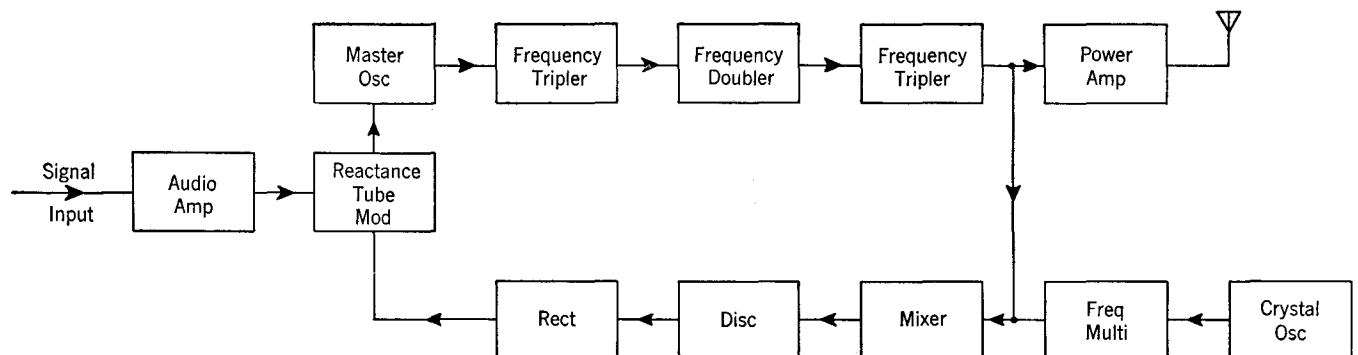 Master
Osc
Frequency
Tripler
Frequency
Doubler
Frequency
Tripler
Power
Amp
Signal
Input
Audio
Amp
Reactance
Tube
Mod
Rect
Disc
Mixer
Freq
Multi
Crystal
Osc